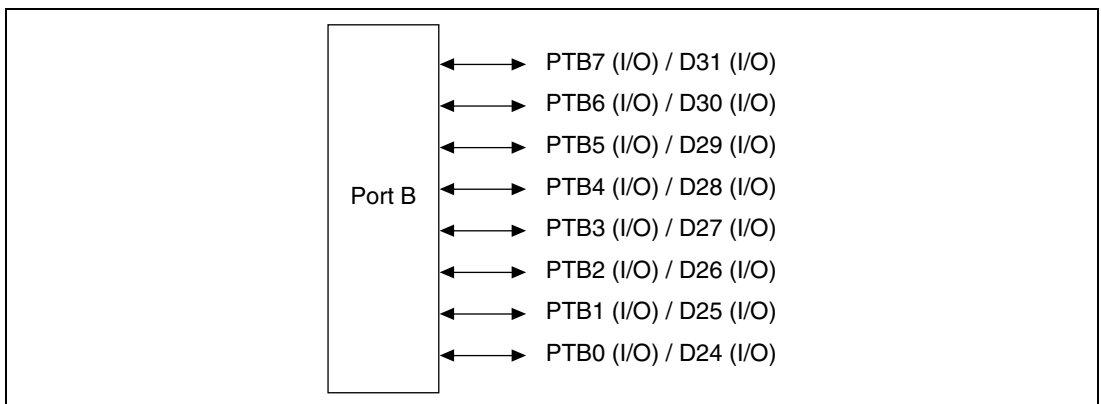 PTB7 (I/O) / D31 (I/O)
PTB6 (I/O) / D30 (I/O)
PTB5 (I/O) / D29 (I/O)
Port B
PTB4 (I/O) / D28 (I/O)
PTB3 (I/O) / D27 (I/O)
PTB2 (I/O) / D26 (I/O)
PTB1 (I/O) / D25 (I/O)
PTB0 (I/O) / D24 (I/O)